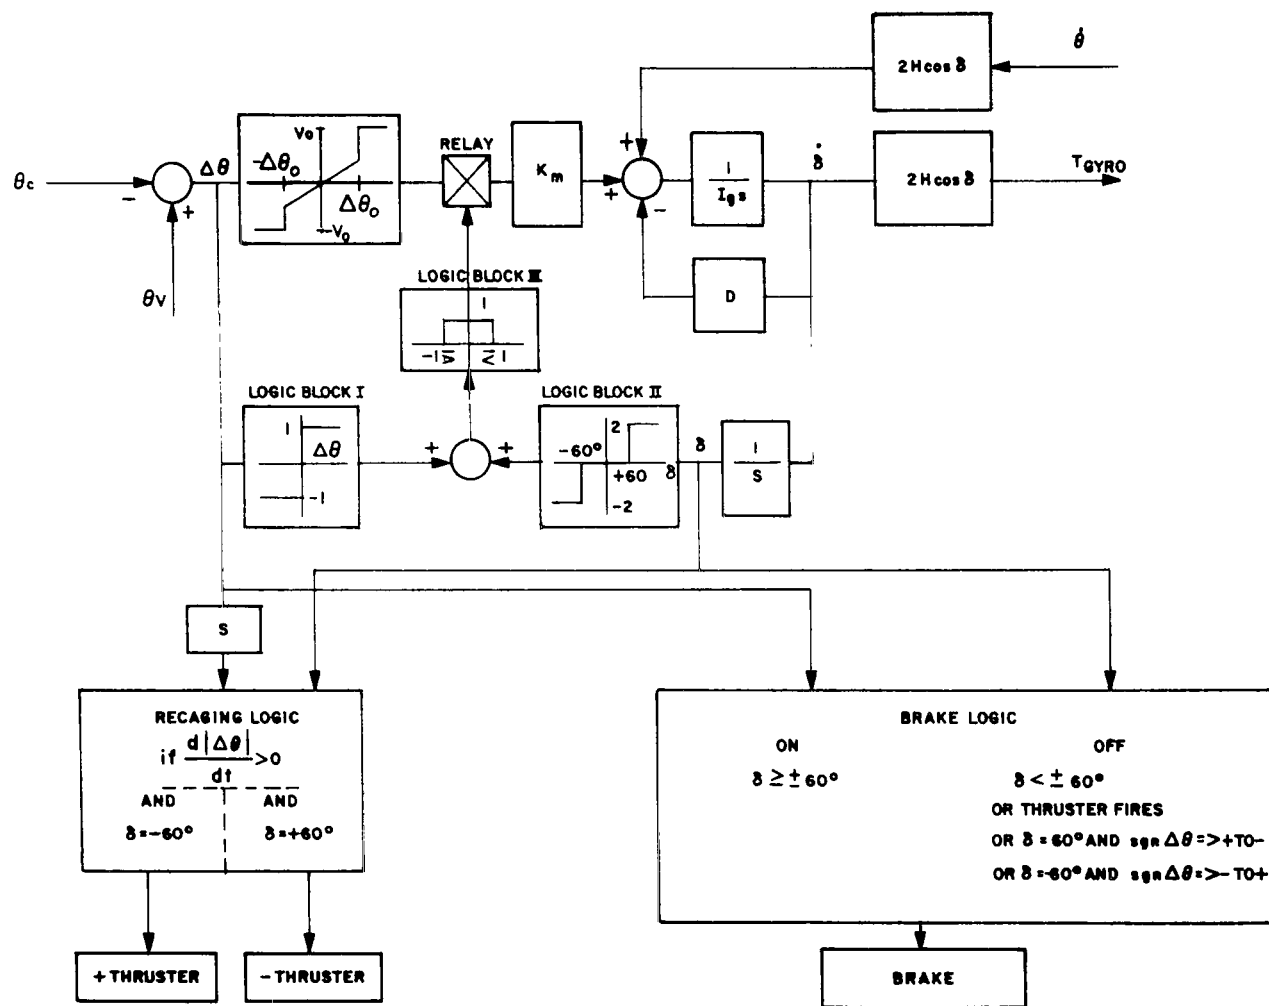 θ̇
2H cos δ
V₀
RELAY
Δθ
-Δθ₀
θc
-
+
Kₘ
+
+
-
1
I_g s
δ̇
2H cos δ
T_GYRO
Δθ₀
-V₀
θv
LOGIC BLOCK III
1
-1 ≥
≤ 1
D
LOGIC BLOCK I
LOGIC BLOCK II
1
Δθ
-1
+
+
2
-60°
+60
δ
-2
δ
1
S
S
RECAGING LOGIC
if d|Δθ|
dt
>0
AND
AND
δ=-60°
δ=+60°
BRAKE LOGIC
ON
OFF
δ ≥ ± 60°
δ < ± 60°
OR THRUSTER FIRES
OR δ = 60° AND sgn Δθ => + TO -
OR δ = -60° AND sgn Δθ => - TO +
+ THRUSTER
- THRUSTER
BRAKE